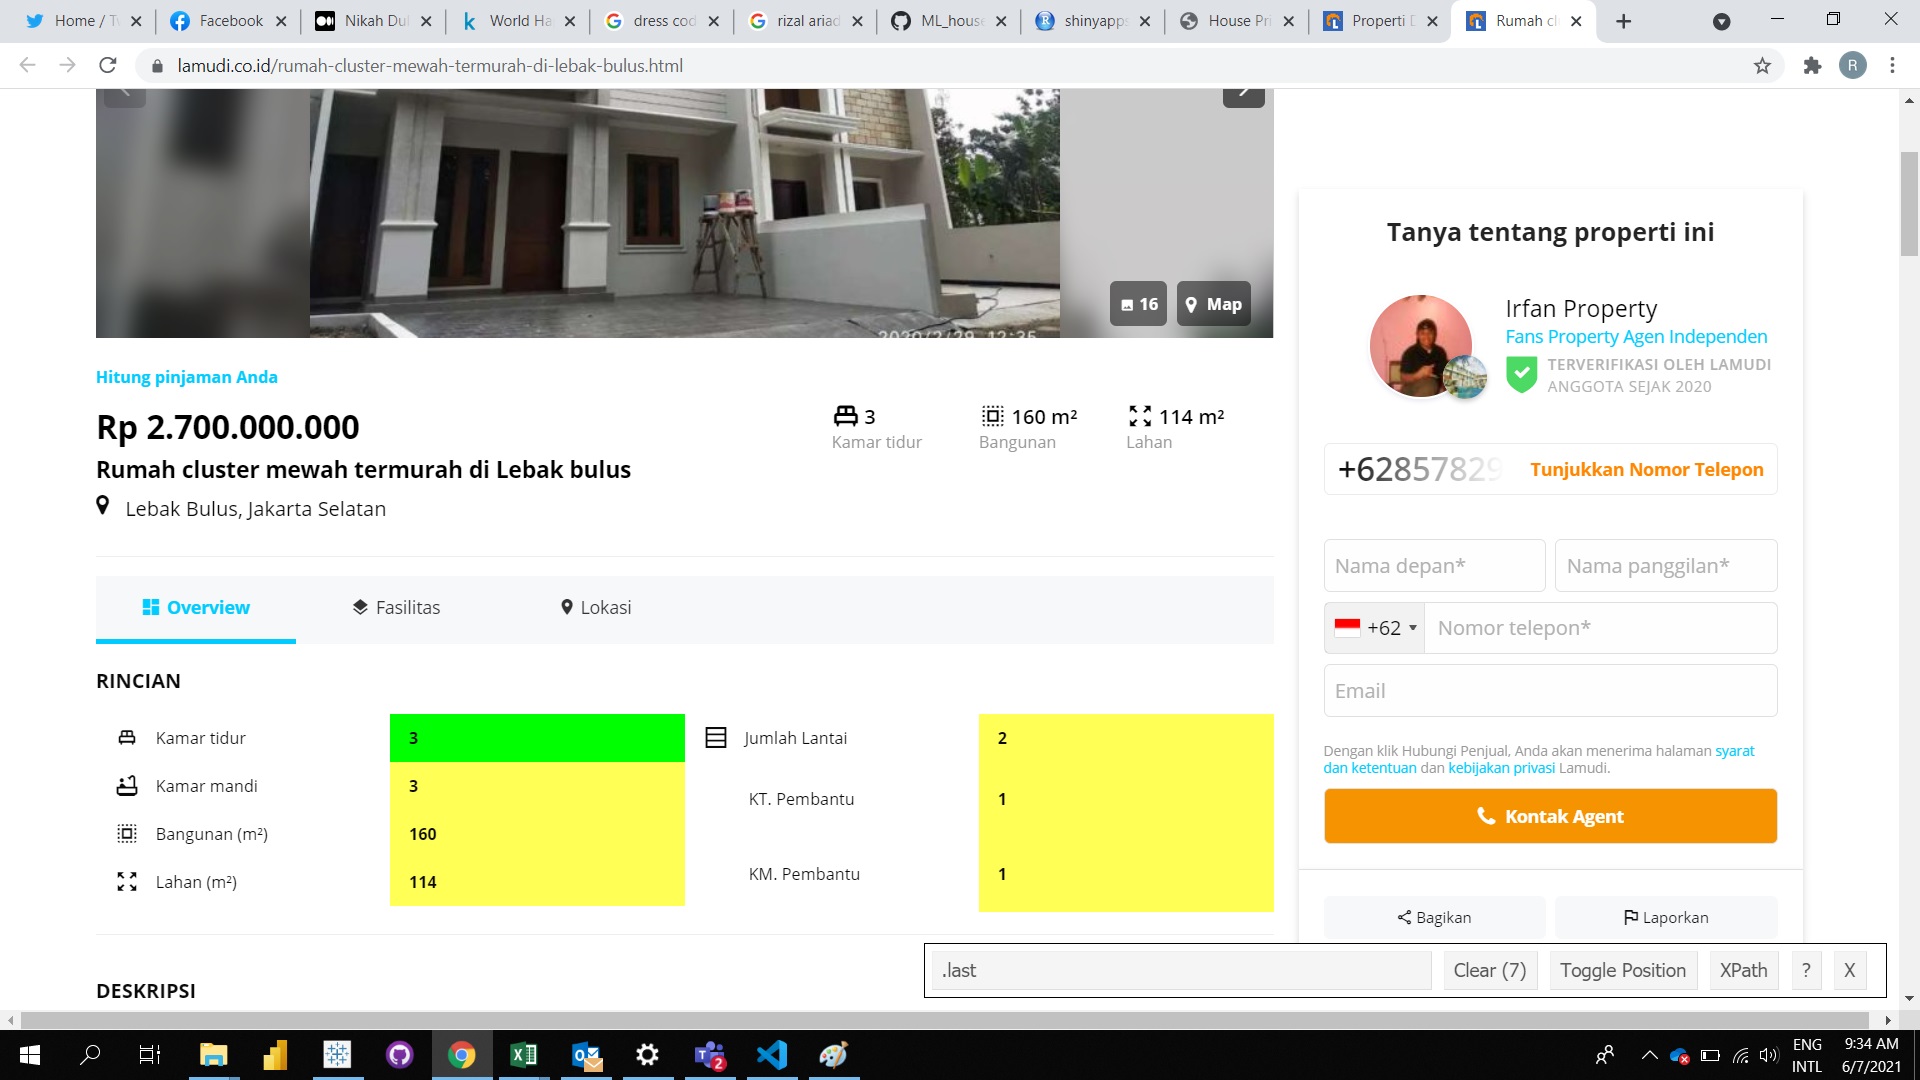 Home / Tw
Facebook
Nikah Dul
World Hap
dress cod
rizal ariad
ML_house
shinyapps
House Pri
Properti D
Rumah cl
lamudi.co.id/rumah-cluster-mewah-termurah-di-lebak-bulus.html
R
16
Map
Hitung pinjaman Anda
Rp 2.700.000.000
Rumah cluster mewah termurah di Lebak bulus
Lebak Bulus, Jakarta Selatan
3
Kamar tidur
160 m²
Bangunan
114 m²
Lahan
Overview
Fasilitas
Lokasi
RINCIAN
Kamar tidur 3
Kamar mandi 3
Bangunan (m²) 160
Lahan (m²) 114
Jumlah Lantai 2
KT. Pembantu 1
KM. Pembantu 1
DESKRIPSI
Tanya tentang properti ini
Irfan Property
Fans Property Agen Independen
TERVERIFIKASI OLEH LAMUDI
ANGGOTA SEJAK 2020
+62857829 Tunjukkan Nomor Telepon
Nama depan*
Nama panggilan*
+62
Nomor telepon*
Email
Dengan klik Hubungi Penjual, Anda akan menerima halaman syarat
dan ketentuan dan kebijakan privasi Lamudi.
Kontak Agent
Bagikan
Laporkan
.last
Clear (7)
Toggle Position
XPath
?
X
2
ENG
INTL
9:34 AM
6/7/2021